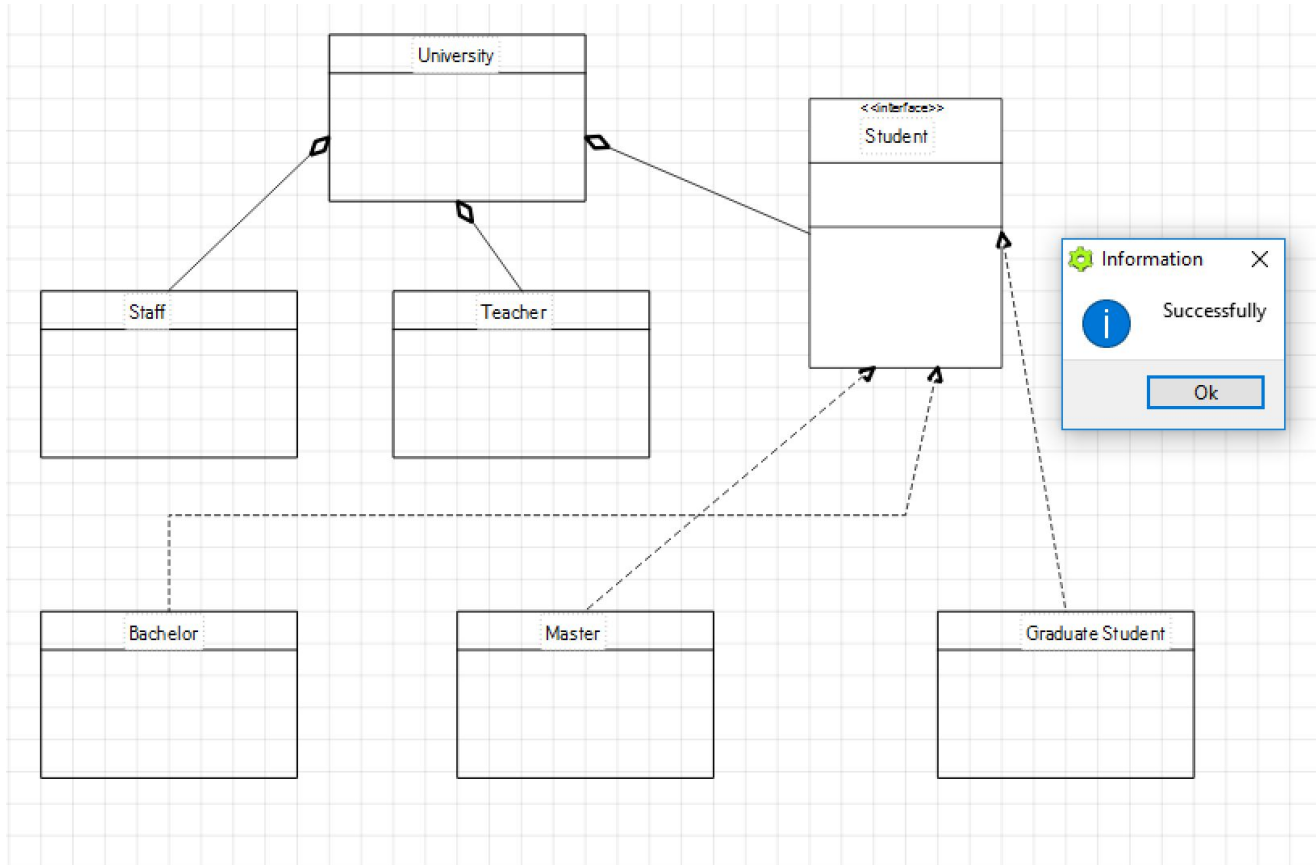 University
<<interface>>
Student
Information
Successfully
Ok
Staff
Teacher
Bachelor
Master
Graduate Student